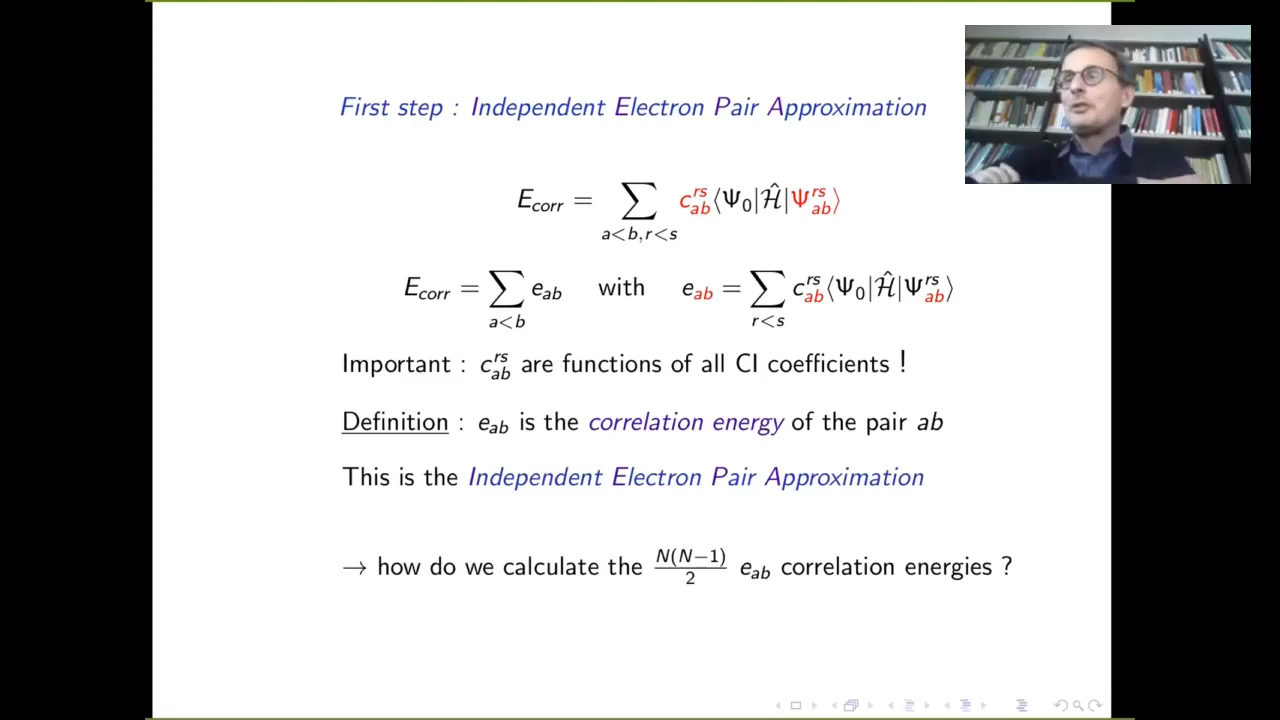 First step : Independent Electron Pair Approximation
E_corr = ∑_{a<b,r<s} c_{ab}^{rs}⟨Ψ_0|Ĥ|Ψ_{ab}^{rs}⟩
E_corr = ∑_{a<b} e_{ab} with e_{ab} = ∑_{r<s} c_{ab}^{rs}⟨Ψ_0|Ĥ|Ψ_{ab}^{rs}⟩
Important : c_{ab}^{rs} are functions of all CI coefficients !
Definition : e_{ab} is the correlation energy of the pair ab
This is the Independent Electron Pair Approximation
→ how do we calculate the \frac{N(N−1)}{2} e_{ab} correlation energies ?